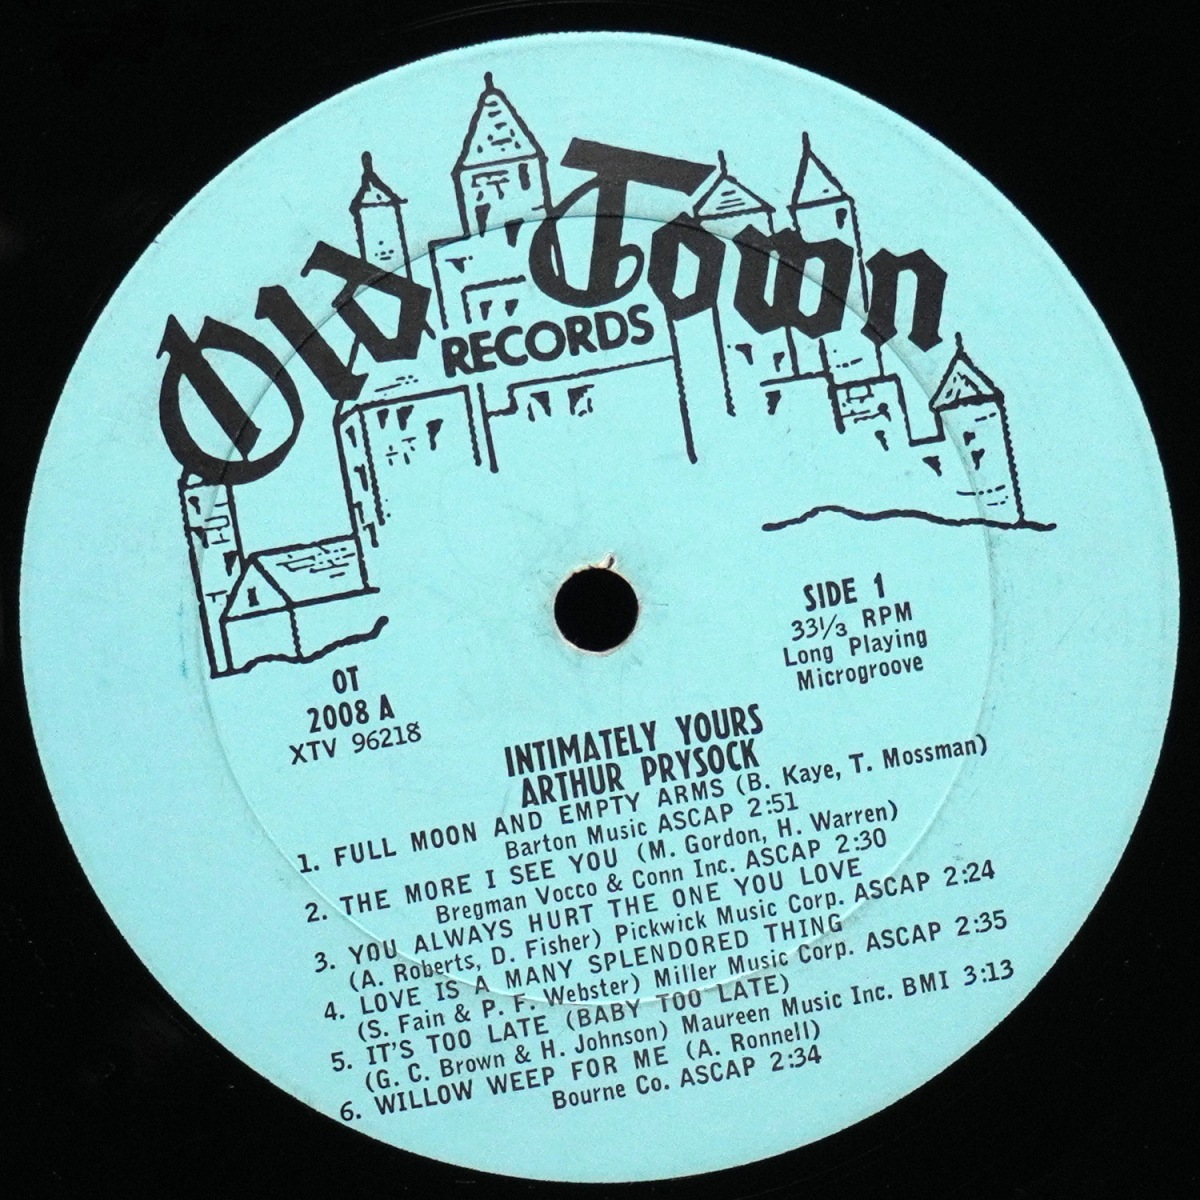 Old Town
RECORDS
SIDE 1
33⅓ RPM
Long Playing
Microgroove
OT
2008 A
XTV 96218
INTIMATELY YOURS
ARTHUR PRYSOCK
1. FULL MOON AND EMPTY ARMS (B. Kaye, T. Mossman)
Barton Music ASCAP 2:51
2. THE MORE I SEE YOU (M. Gordon, H. Warren)
Bregman Vocco & Conn Inc. ASCAP 2:30
3. YOU ALWAYS HURT THE ONE YOU LOVE
(A. Roberts, D. Fisher) Pickwick Music Corp. ASCAP 2:24
4. LOVE IS A MANY SPLENDORED THING
(S. Fain & P. F. Webster) Miller Music Corp. ASCAP 2:35
5. IT'S TOO LATE (BABY TOO LATE)
(G. C. Brown & H. Johnson) Maureen Music Inc. BMI 3:13
6. WILLOW WEEP FOR ME (A. Ronnell)
Bourne Co. ASCAP 2:34